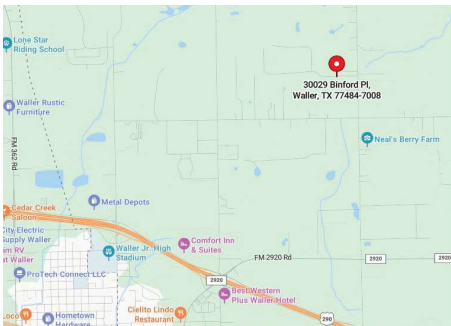 Lone Star
Riding School
30029 Binford Pl,
Waller, TX 77484-7008
Waller Rustic
Furniture
FM 362 Rd
Neal's Berry Farm
Metal Depots
Cedar Creek
Saloon
City Electric
Supply Waller
am RV
t Waller
Waller Jr. High
Stadium
Comfort Inn
& Suites
FM 2920 Rd
2920
2920
ProTech Connect LLC
2920
Best Western
Plus Waller Hotel
Loco
Hometown
Hardware
Cielito Lindo
Restaurant
290